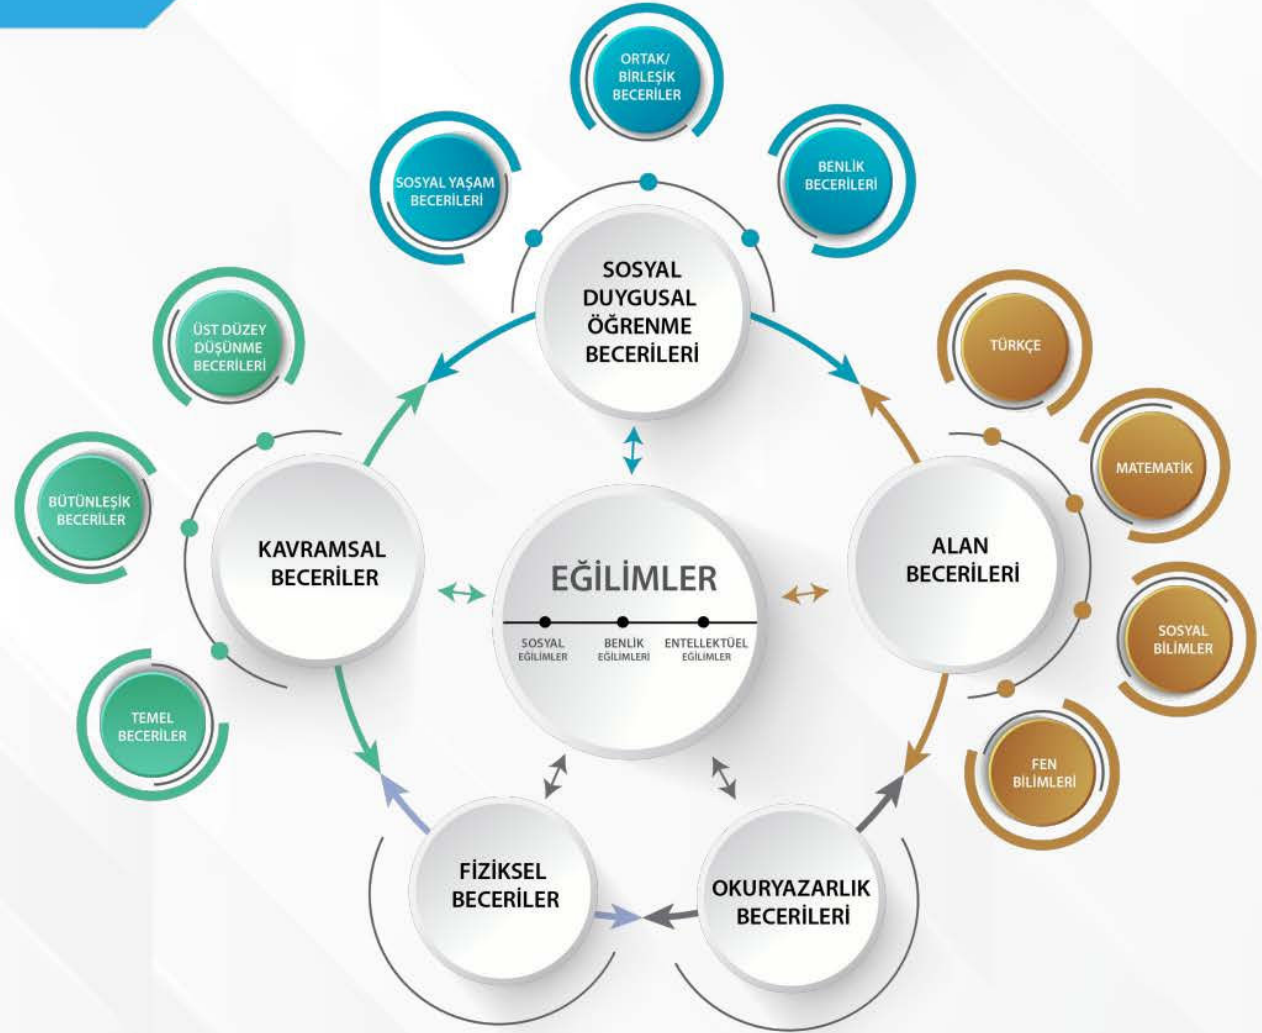 ORTAK/
BİRLEŞİK
BECERİLER
SOSYAL YAŞAM
BECERİLERİ
BENLİK
BECERİLERİ
SOSYAL
DUYGUSAL
ÖĞRENME
BECERİLERİ
ÜST DÜZEY
DÜŞÜNME
BECERİLERİ
BÜTÜNLEŞİK
BECERİLER
TEMEL
BECERİLER
KAVRAMSAL
BECERİLER
EĞİLİMLER
SOSYAL
EĞİLİMLER
BENLİK
EĞİLİMLERİ
ENTELLEKTÜEL
EĞİLİMLER
ALAN
BECERİLERİ
TÜRKÇE
MATEMATİK
SOSYAL
BİLİMLER
FEN
BİLİMLERİ
FİZİKSEL
BECERİLER
OKURYAZARLIK
BECERİLERİ